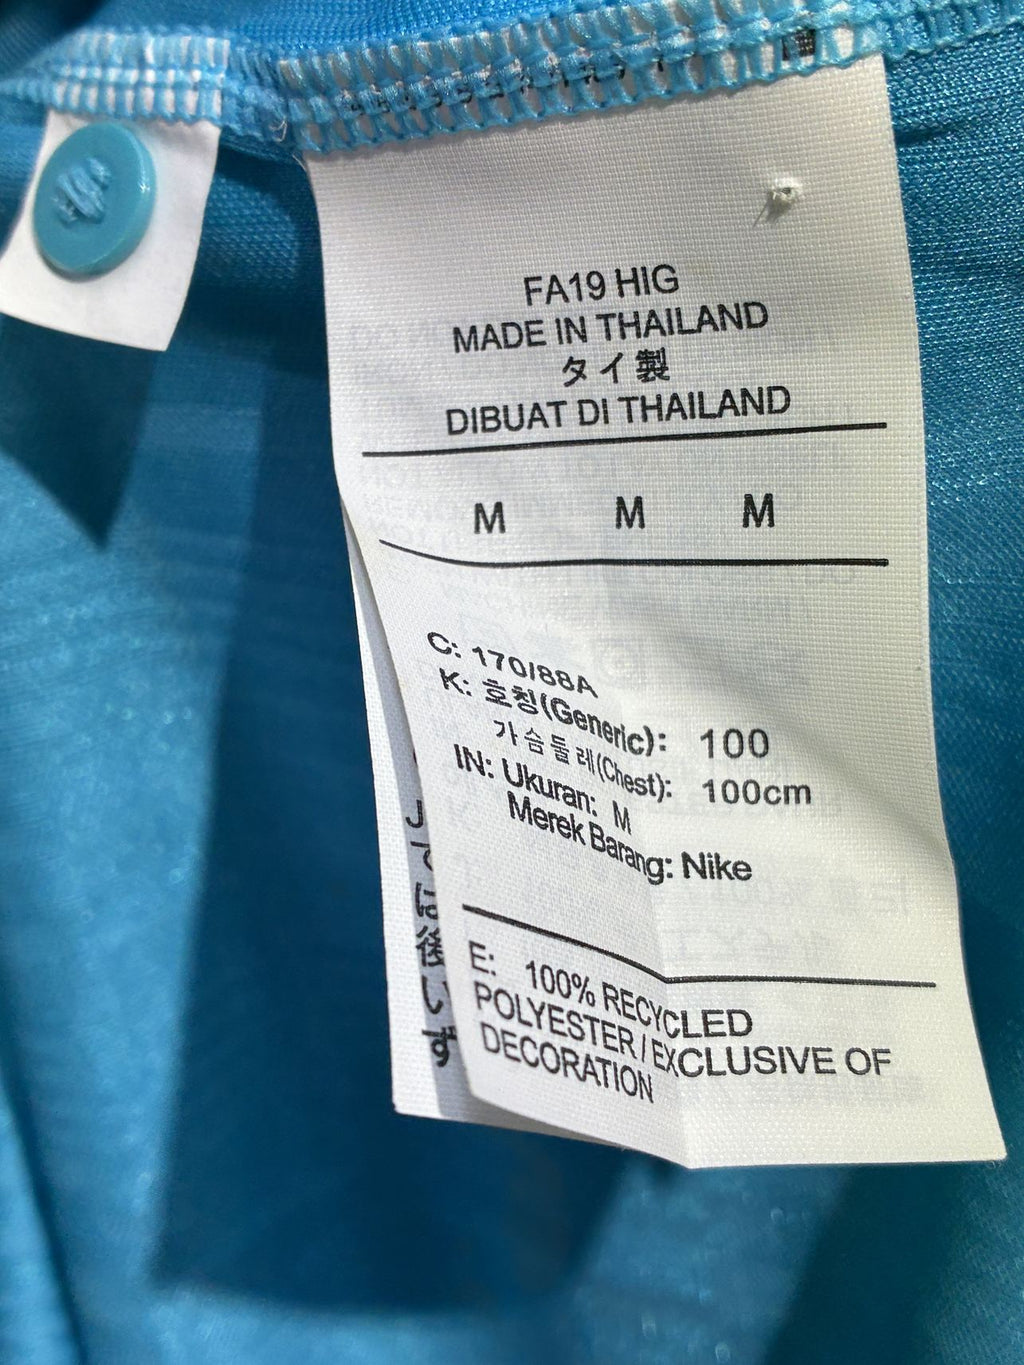 FA19 HIG
MADE IN THAILAND
タイ製
DIBUAT DI THAILAND
M M M
C: 170/88A
K: 호칭(Generic): 100
가슴둘레(Chest): 100cm
IN: Ukuran: M
Merek Barang: Nike
E: 100% RECYCLED
POLYESTER / EXCLUSIVE OF
DECORATION